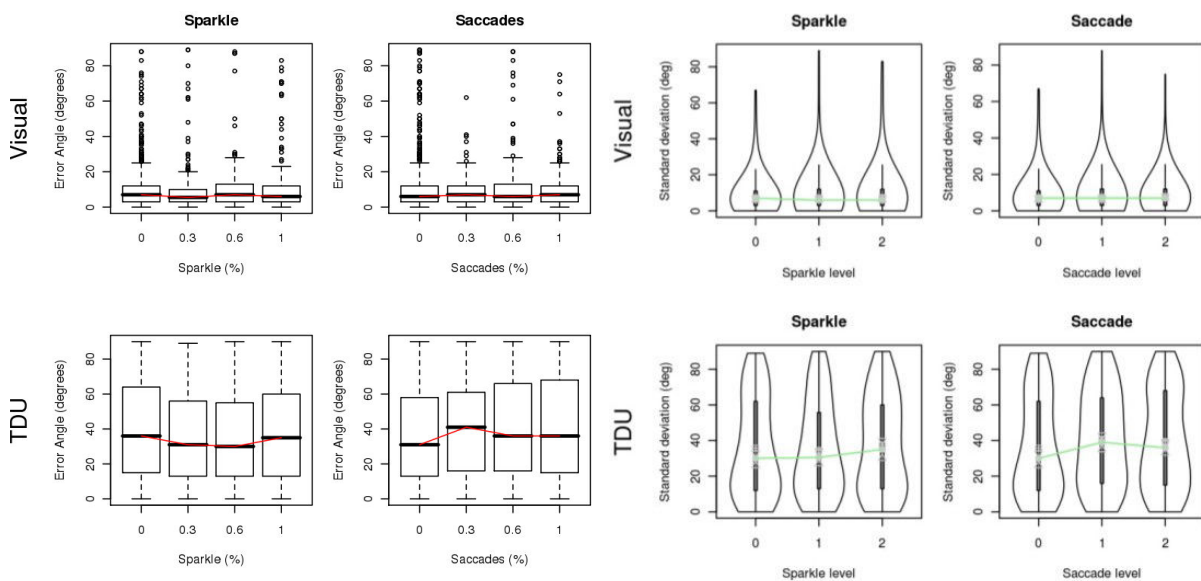 Sparkle
Saccades
Sparkle
Saccade
Visual
Error Angle (degrees)
0 20 40 60 80
0 0.3 0.6 1
Sparkle (%)
Error Angle (degrees)
0 20 40 60 80
0 0.3 0.6 1
Saccades (%)
Visual
Standard deviation (deg)
0 20 40 60 80
0 1 2
Sparkle level
Standard deviation (deg)
0 20 40 60 80
0 1 2
Saccade level
Sparkle
Saccade
TDU
Error Angle (degrees)
0 20 40 60 80
0 0.3 0.6 1
Sparkle (%)
Error Angle (degrees)
0 20 40 60 80
0 0.3 0.6 1
Saccades (%)
TDU
Standard deviation (deg)
0 20 40 60 80
0 1 2
Sparkle level
Standard deviation (deg)
0 20 40 60 80
0 1 2
Saccade level
Sparkle
Saccades